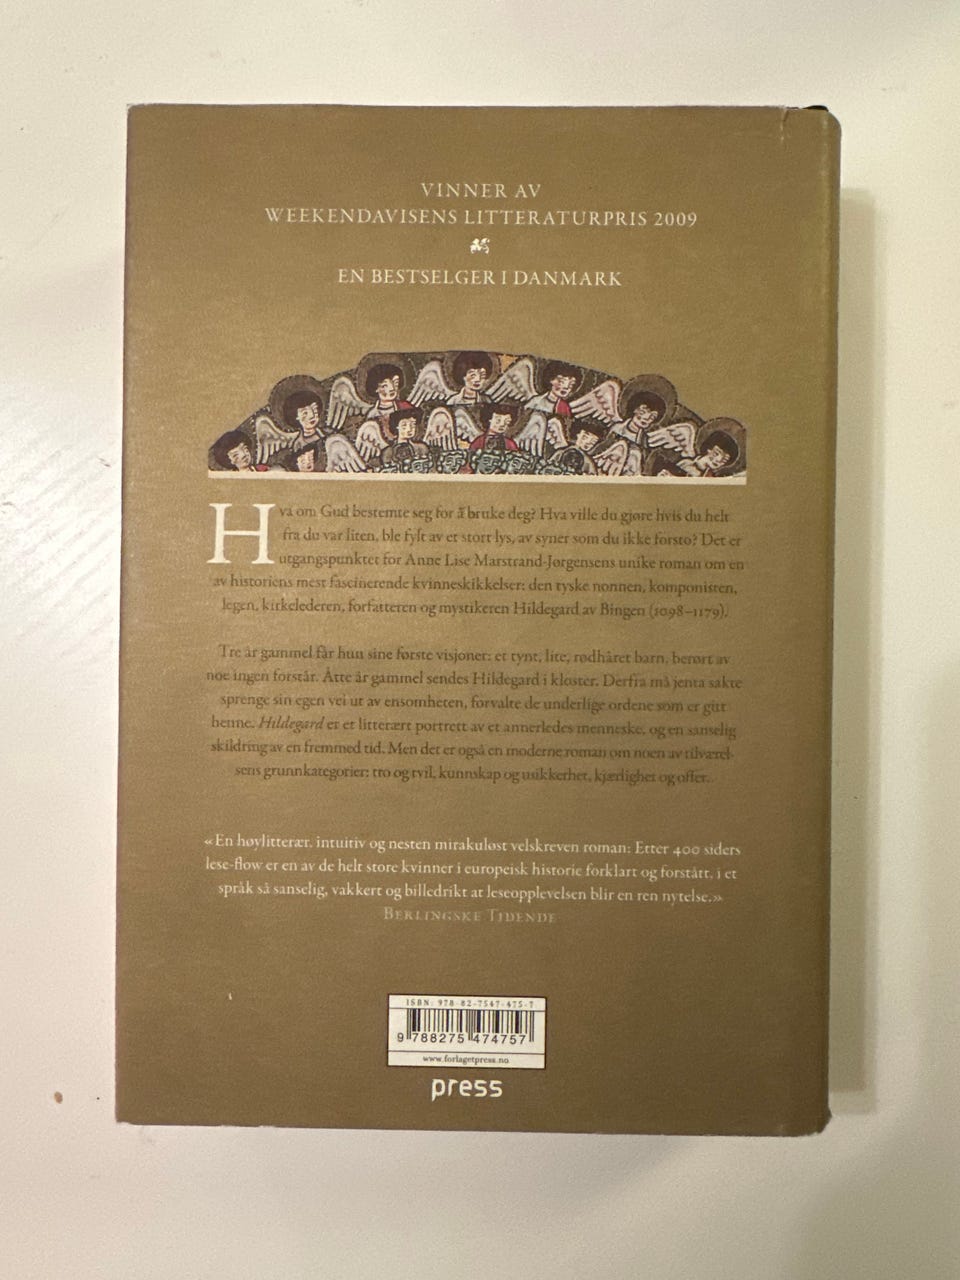 VINNER AV
WEEKENDAVISENS LITTERATURPRIS 2009
EN BESTSELGER I DANMARK
Hva om Gud bestemte seg for å bruke deg? Hva ville du gjøre hvis du helt
fra du var liten, ble fylt av et stort lys, av syner som du ikke forsto? Det er
utgangspunktet for Anne Lise Marstrand-Jørgensens unike roman om en
av historiens mest fascinerende kvinneskikkelser: den tyske nonnen, komponisten,
legen, kirkelederen, forfatteren og mystikeren Hildegard av Bingen (1098–1179).
Tre år gammel får hun sine første visjoner: et tynt, lite, rødhåret barn, berørt av
noe ingen forstår. Åtte år gammel sendes Hildegard i kloster. Derfra må jenta sakte
sprenge sin egen vei ut av ensomheten, forvalte de underlige ordene som er gitt
henne. Hildegard er et litterært portrett av et annerledes menneske, og en sanselig
skildring av en fremmed tid. Men det er også en moderne roman om noen av tilværel-
sens grunnkategorier: tro og tvil, kunnskap og usikkerhet, kjærlighet og offer.
«En høylitterær, intuitiv og nesten mirakuløst velskreven roman: Etter 400 siders
lese-flow er en av de helt store kvinner i europeisk historie forklart og forstått, i et
språk så sanselig, vakkert og billedrikt at leseopplevelsen blir en ren nytelse.»
BERLINGSKE TIDENDE
ISBN: 978-82-7547-475-7
9 788275 474757
www.forlagetpress.no
press